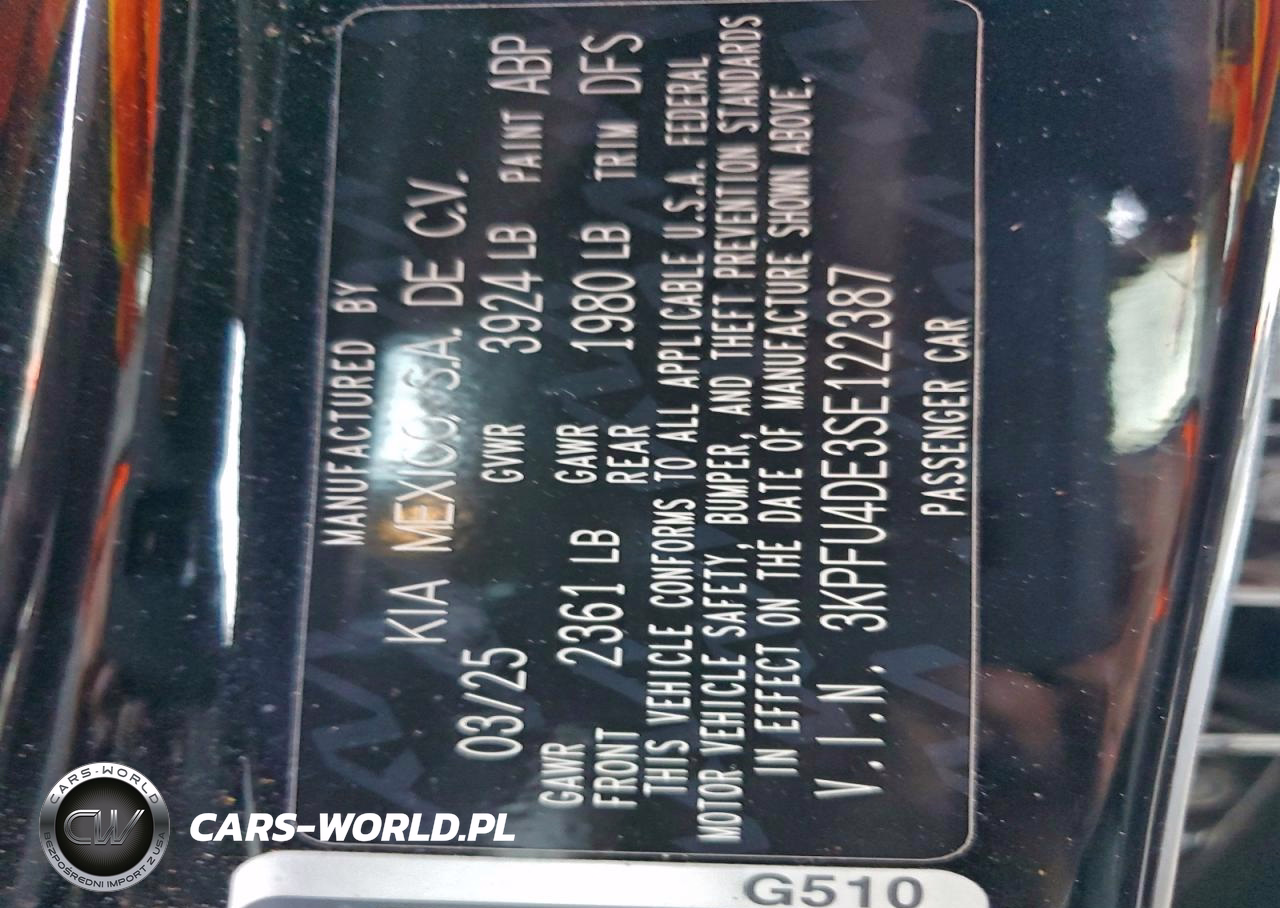 MANUFACTURED BY
KIA MEXICO, S.A. DE C.V.
03/25 GVWR 3924 LB PAINT ABP
GAWR FRONT 2361 LB GAWR REAR 1980 LB TRIM DFS
THIS VEHICLE CONFORMS TO ALL APPLICABLE U.S.A. FEDERAL
MOTOR VEHICLE SAFETY, BUMPER, AND THEFT PREVENTION STANDARDS
IN EFFECT ON THE DATE OF MANUFACTURE SHOWN ABOVE.
V.I.N. 3KPFU4DE3SE122387
PASSENGER CAR
G510
CARS-WORLD
CW
BEZPOŚREDNI IMPORT Z USA
CARS-WORLD.PL